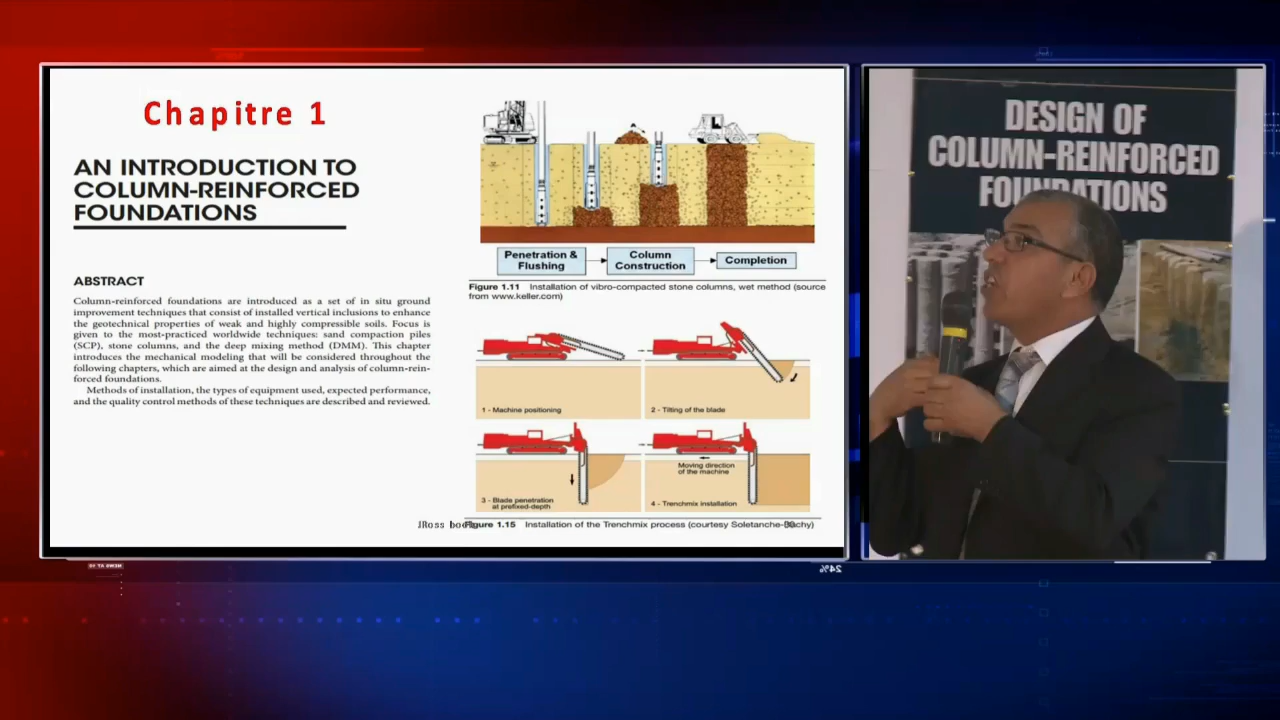 Chapitre 1
AN INTRODUCTION TO
COLUMN-REINFORCED
FOUNDATIONS
ABSTRACT
Column-reinforced foundations are introduced as a set of in situ ground
improvement techniques that consist of installed vertical inclusions to enhance
the geotechnical properties of weak and highly compressible soils. Focus is
given to the most-practiced worldwide techniques: sand compaction piles
(SCP), stone columns, and the deep mixing method (DMM). This chapter
introduces the mechanical modeling that will be considered throughout the
following chapters, which are aimed at the design and analysis of column-rein-
forced foundations.
Methods of installation, the types of equipment used, expected performance,
and the quality control methods of these techniques are described and reviewed.
Penetration &
Flushing
Column
Construction
Completion
Figure 1.11 Installation of vibro-compacted stone columns, wet method (source
from www.keller.com)
1 - Machine positioning
2 - Tilting of the blade
3 - Blade penetration
at prefixed-depth
Moving direction
of the machine
4 - Trenchmix installation
JRoss
Figure 1.15 Installation of the Trenchmix process (courtesy Soletanche-Bachy)
DESIGN OF
COLUMN-REINFORCED
FOUNDATIONS
24%